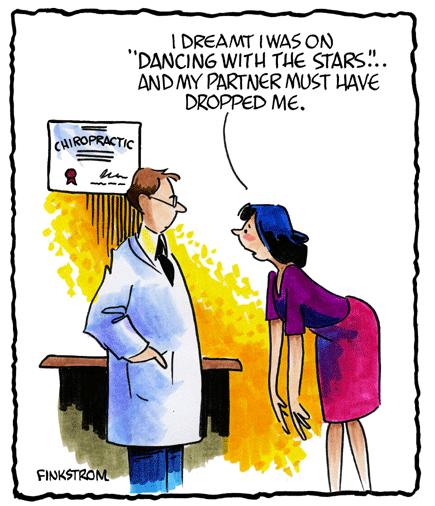 I DREAMT I WAS ON
"DANCING WITH THE STARS"...
AND MY PARTNER MUST HAVE
DROPPED ME.
CHIROPRACTIC
FINKSTROM